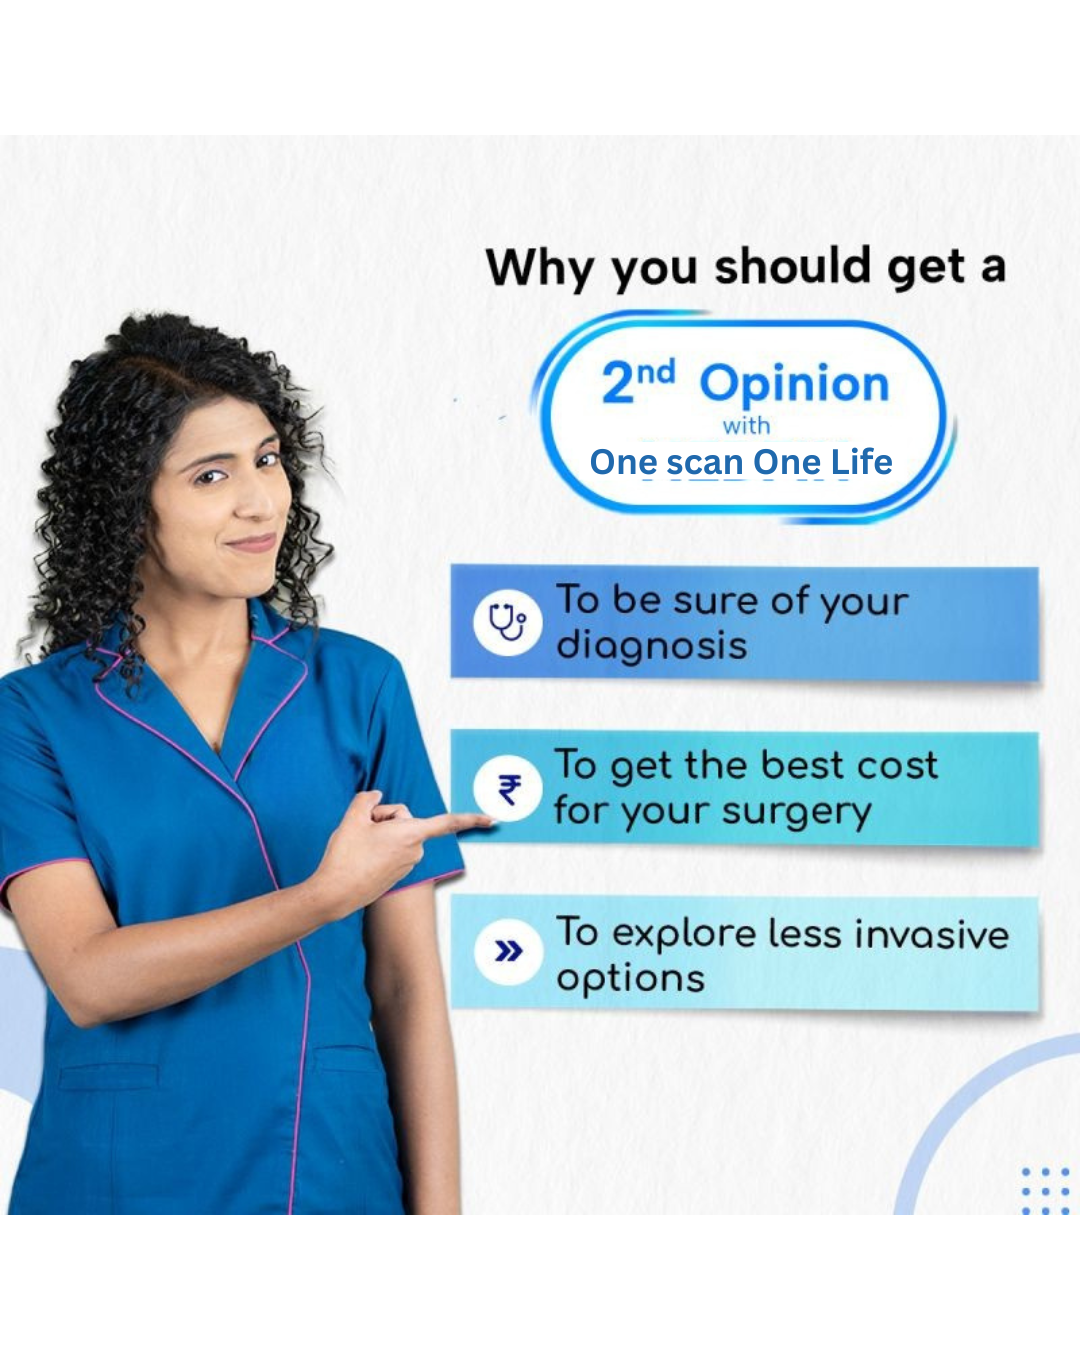 Why you should get a
2nd Opinion
with
One scan One Life
To be sure of your
diagnosis
₹
To get the best cost
for your surgery
To explore less invasive
options